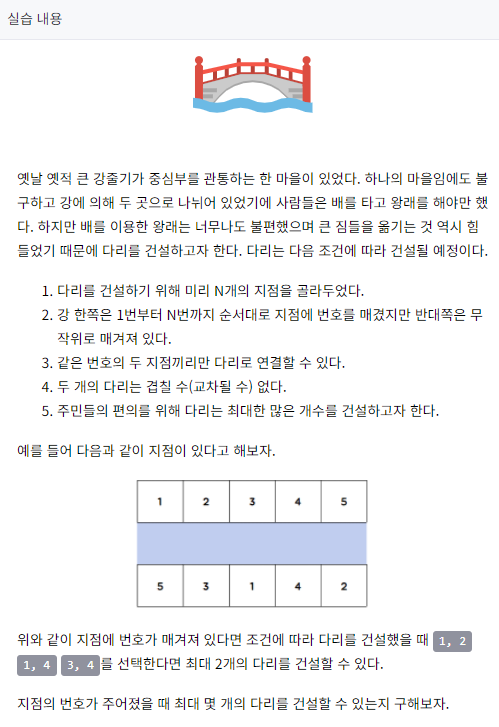 실습 내용
옛날 옛적 큰 강줄기가 중심부를 관통하는 한 마을이 있었다. 하나의 마을임에도 불
구하고 강에 의해 두 곳으로 나뉘어 있었기에 사람들은 배를 타고 왕래를 해야만 했
다. 하지만 배를 이용한 왕래는 너무나도 불편했으며 큰 짐들을 옮기는 것 역시 힘
들었기 때문에 다리를 건설하고자 한다. 다리는 다음 조건에 따라 건설될 예정이다.
1. 다리를 건설하기 위해 미리 N개의 지점을 골라두었다.
2. 강 한쪽은 1번부터 N번까지 순서대로 지점에 번호를 매겼지만 반대쪽은 무
작위로 매겨져 있다.
3. 같은 번호의 두 지점끼리만 다리로 연결할 수 있다.
4. 두 개의 다리는 겹칠 수(교차될 수) 없다.
5. 주민들의 편의를 위해 다리는 최대한 많은 개수를 건설하고자 한다.
예를 들어 다음과 같이 지점이 있다고 해보자.
1 2 3 4 5
5 3 1 4 2
위와 같이 지점에 번호가 매겨져 있다면 조건에 따라 다리를 건설했을 때 1, 2
1, 4 3, 4를 선택한다면 최대 2개의 다리를 건설할 수 있다.
지점의 번호가 주어졌을 때 최대 몇 개의 다리를 건설할 수 있는지 구해보자.